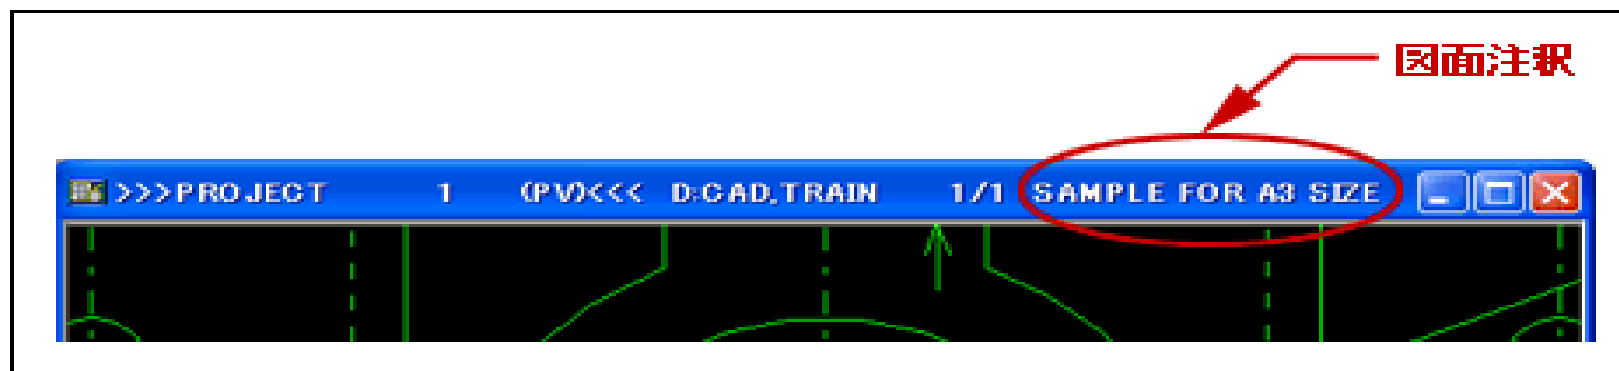 図面注釈
>>>PROJECT 1 (PV)<<< D:CAD.TRAIN 1/1 SAMPLE FOR A3 SIZE